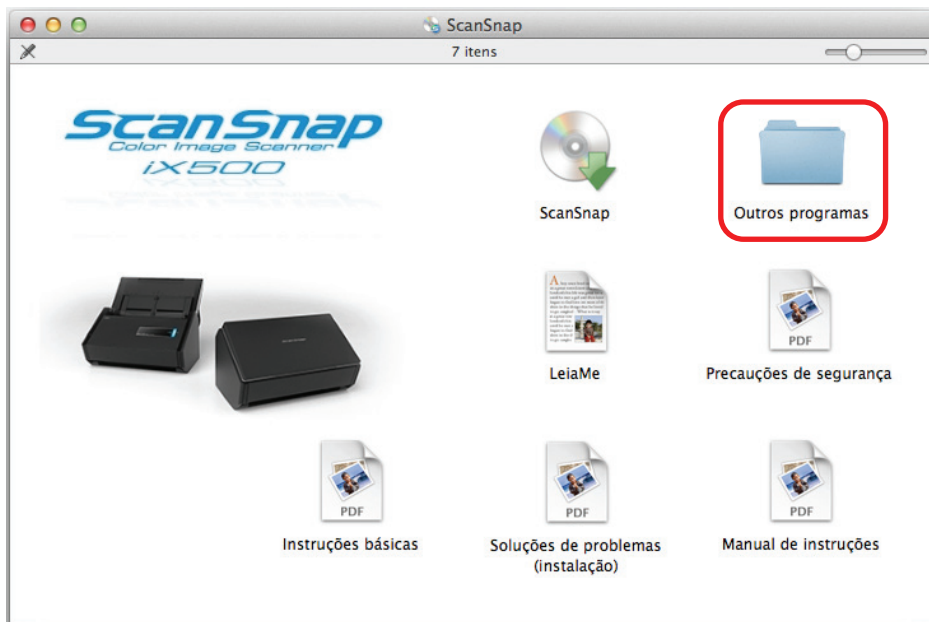 ScanSnap
7 itens
ScanSnap
Color Image Scanner
iX500
ScanSnap
Outros programas
LeiaMe
PDF
Precauções de segurança
PDF
Instruções básicas
PDF
Soluções de problemas
(instalação)
PDF
Manual de instruções